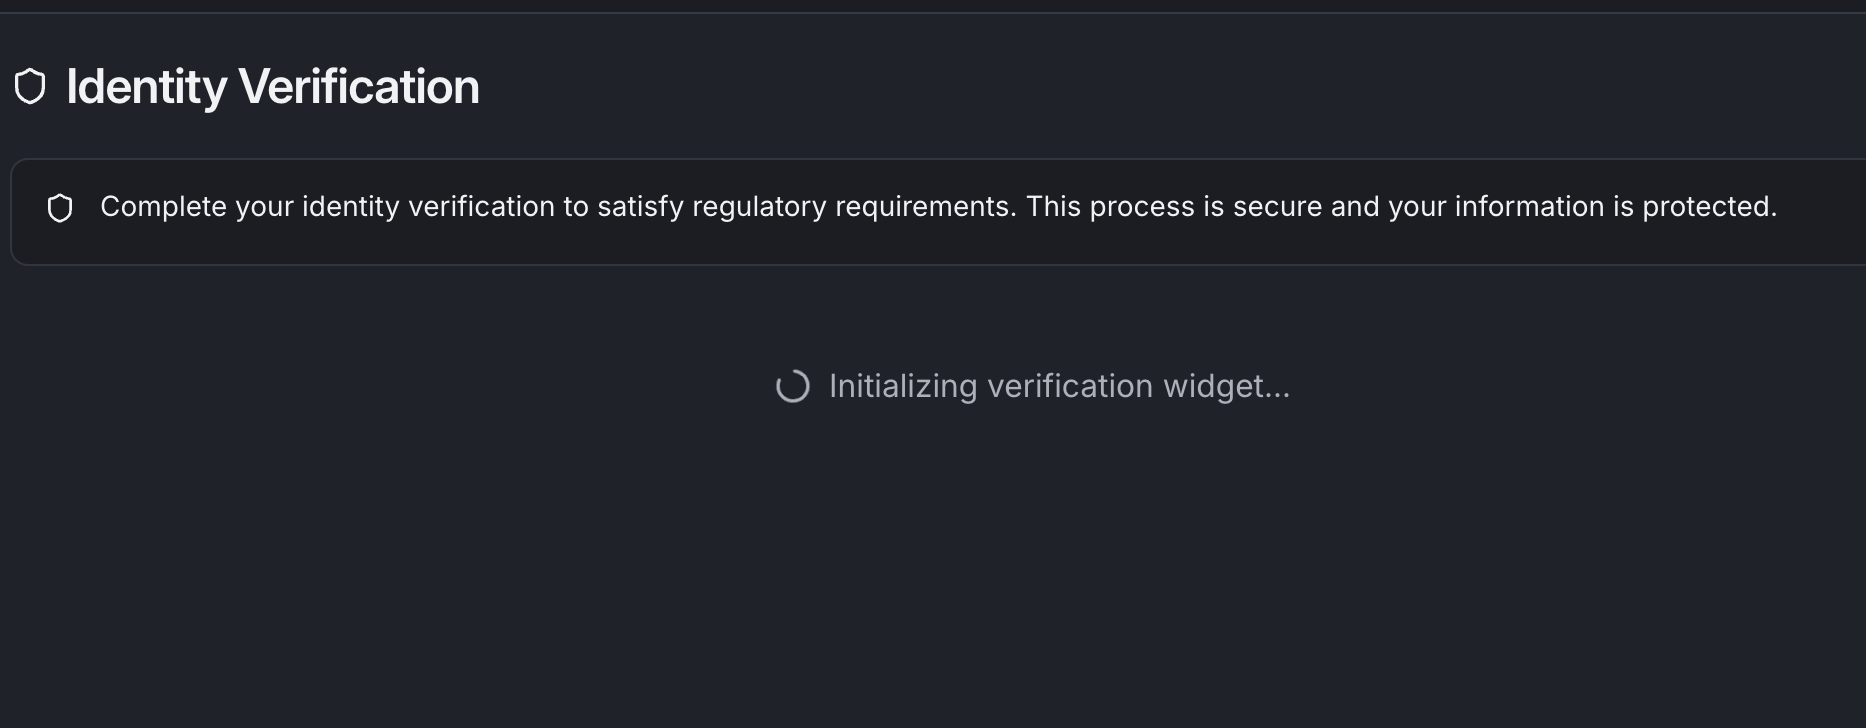 Identity Verification
Complete your identity verification to satisfy regulatory requirements. This process is secure and your information is protected.
Initializing verification widget...